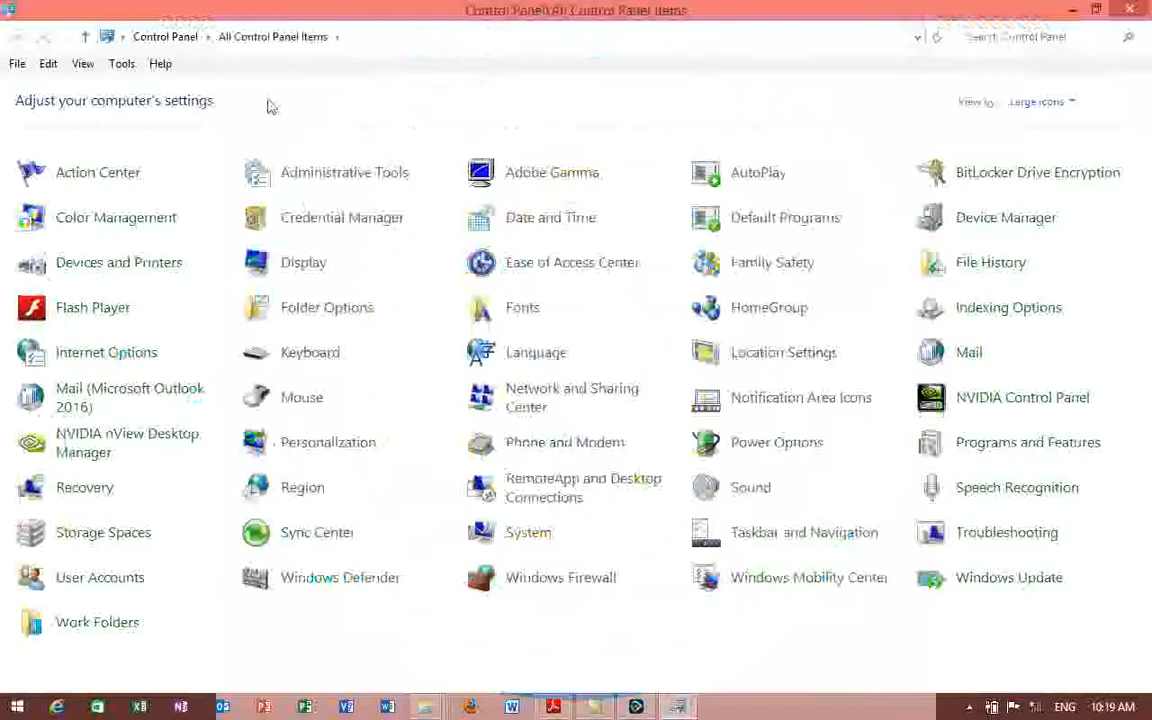 Control Panel\All Control Panel Items
Control Panel › All Control Panel Items ›
Search Control Panel
File Edit View Tools Help
Adjust your computer's settings
View by: Large icons
Action Center
Administrative Tools
Adobe Gamma
AutoPlay
BitLocker Drive Encryption
Color Management
Credential Manager
Date and Time
Default Programs
Device Manager
Devices and Printers
Display
Ease of Access Center
Family Safety
File History
Flash Player
Folder Options
Fonts
HomeGroup
Indexing Options
Internet Options
Keyboard
Language
Location Settings
Mail
Mail (Microsoft Outlook
2016)
Mouse
Network and Sharing
Center
Notification Area Icons
NVIDIA Control Panel
NVIDIA nView Desktop
Manager
Personalization
Phone and Modem
Power Options
Programs and Features
Recovery
Region
RemoteApp and Desktop
Connections
Sound
Speech Recognition
Storage Spaces
Sync Center
System
Taskbar and Navigation
Troubleshooting
User Accounts
Windows Defender
Windows Firewall
Windows Mobility Center
Windows Update
Work Folders
ENG
10:19 AM